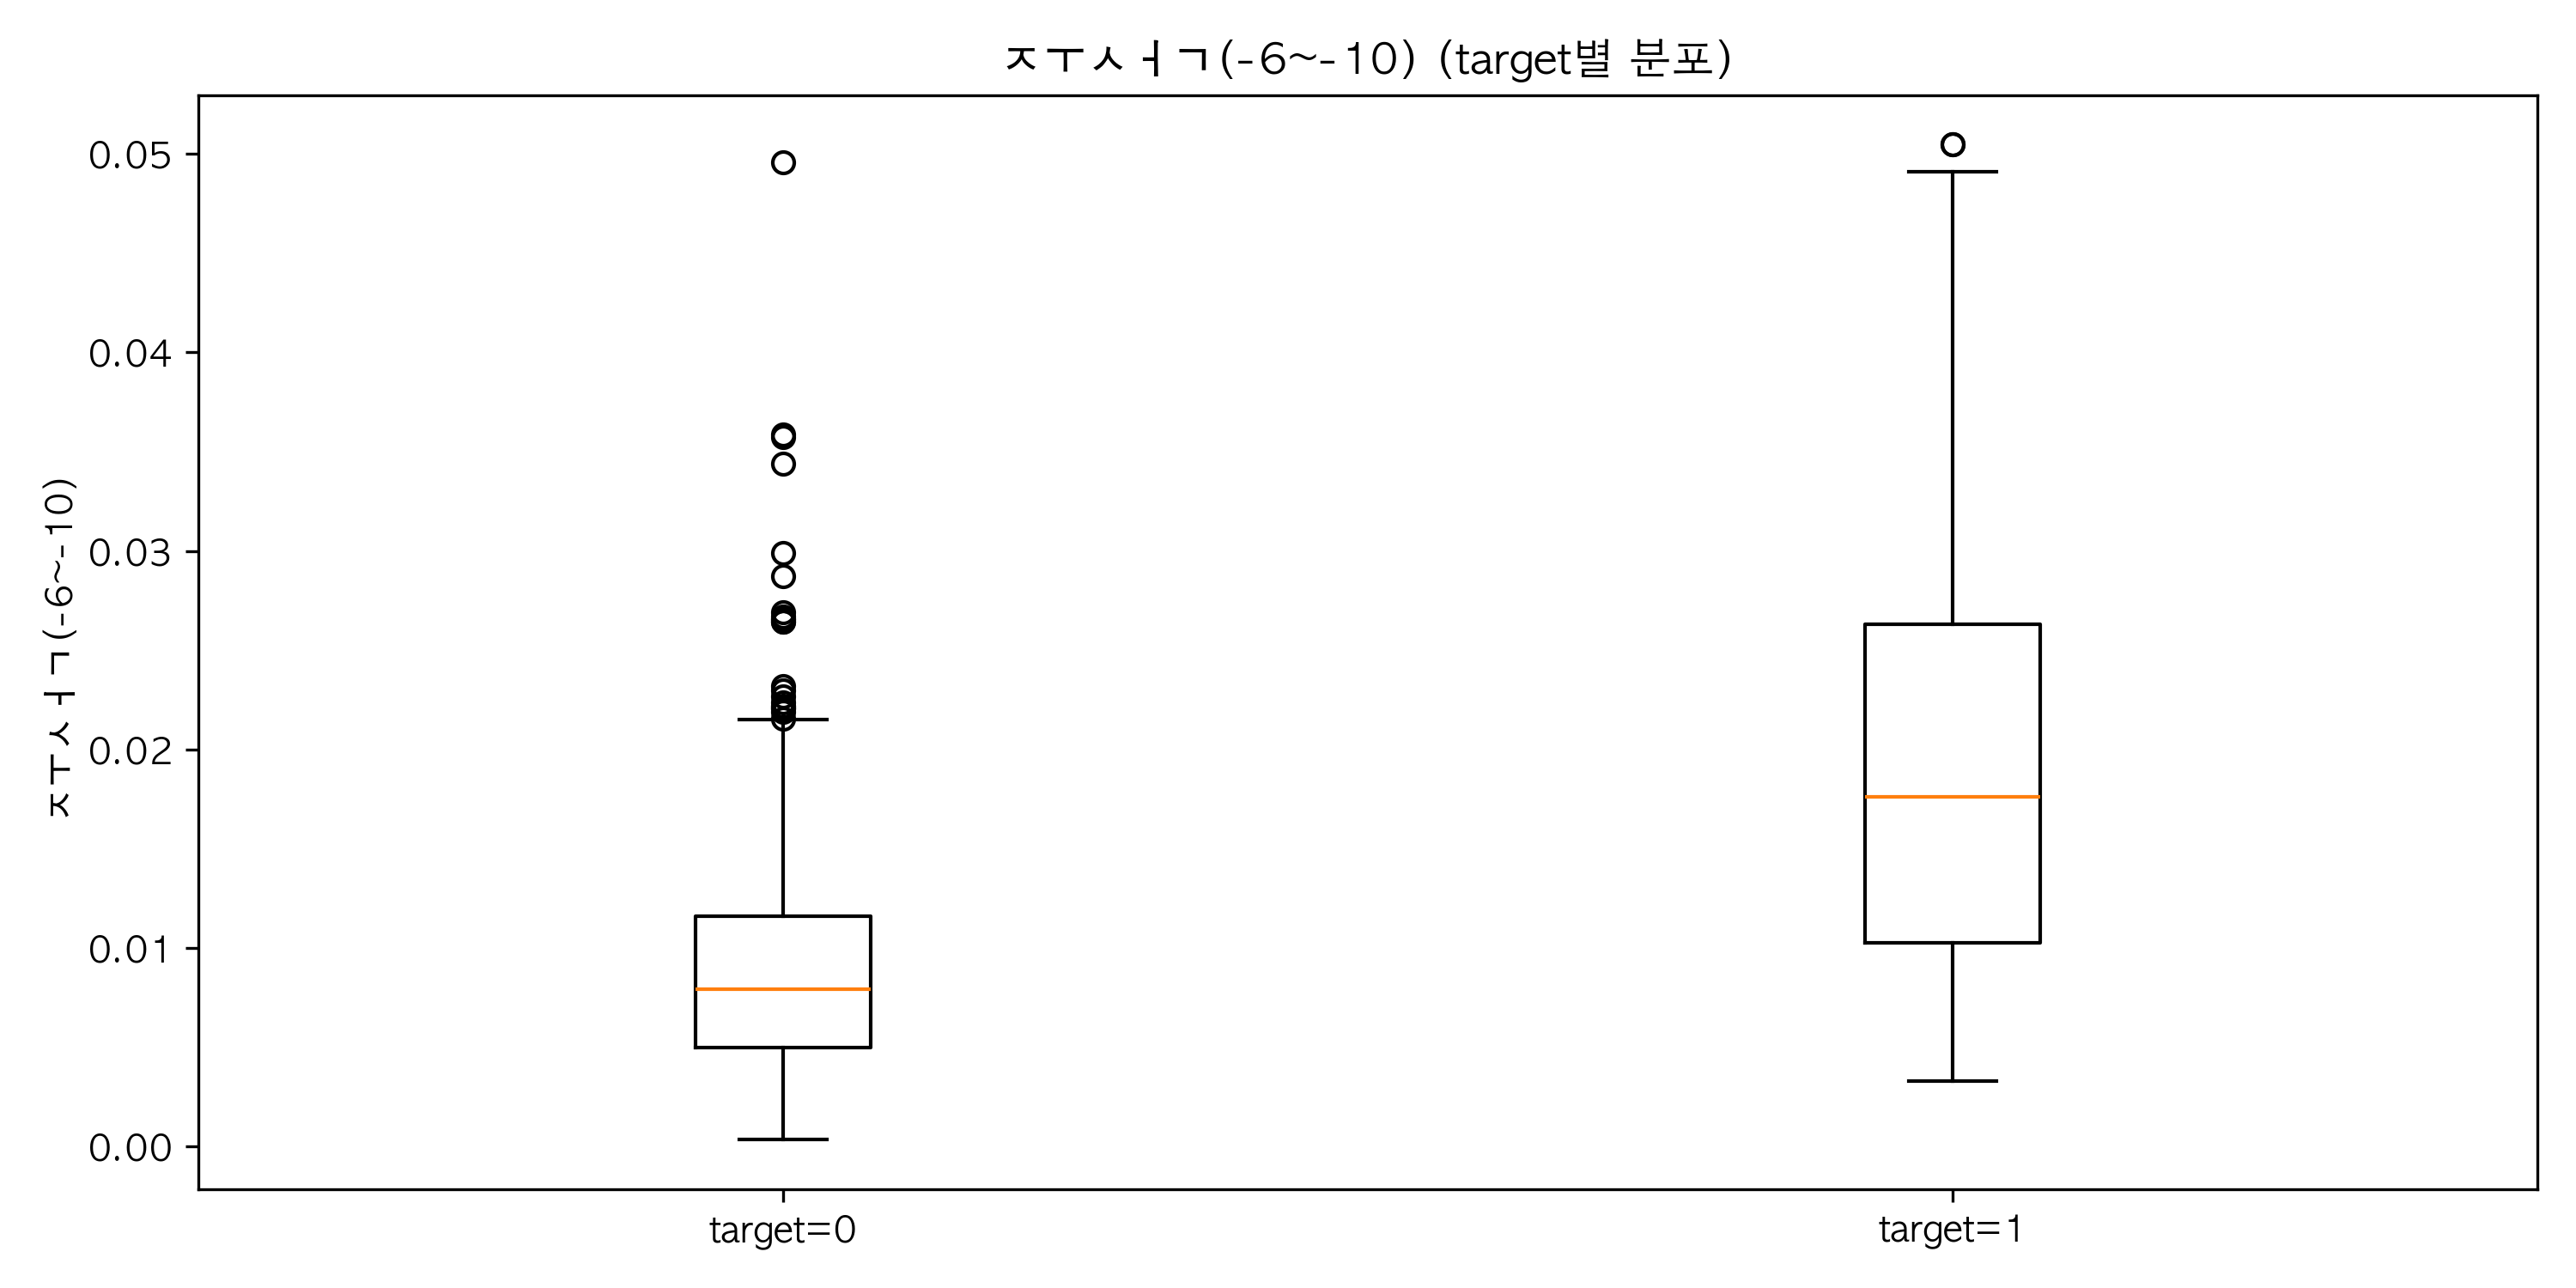 ㅈㅜㅅㅓㄱ(-6~-10) (target별 분포)
ㅈㅜㅅㅓㄱ(-6~-10)
0.05
0.04
0.03
0.02
0.01
0.00
target=0
target=1